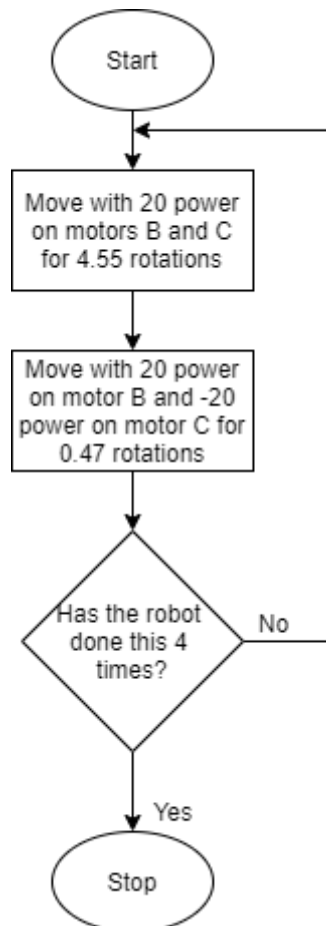 Start
Move with 20 power
on motors B and C
for 4.55 rotations
Move with 20 power
on motor B and -20
power on motor C for
0.47 rotations
Has the robot
done this 4
times?
No
Yes
Stop